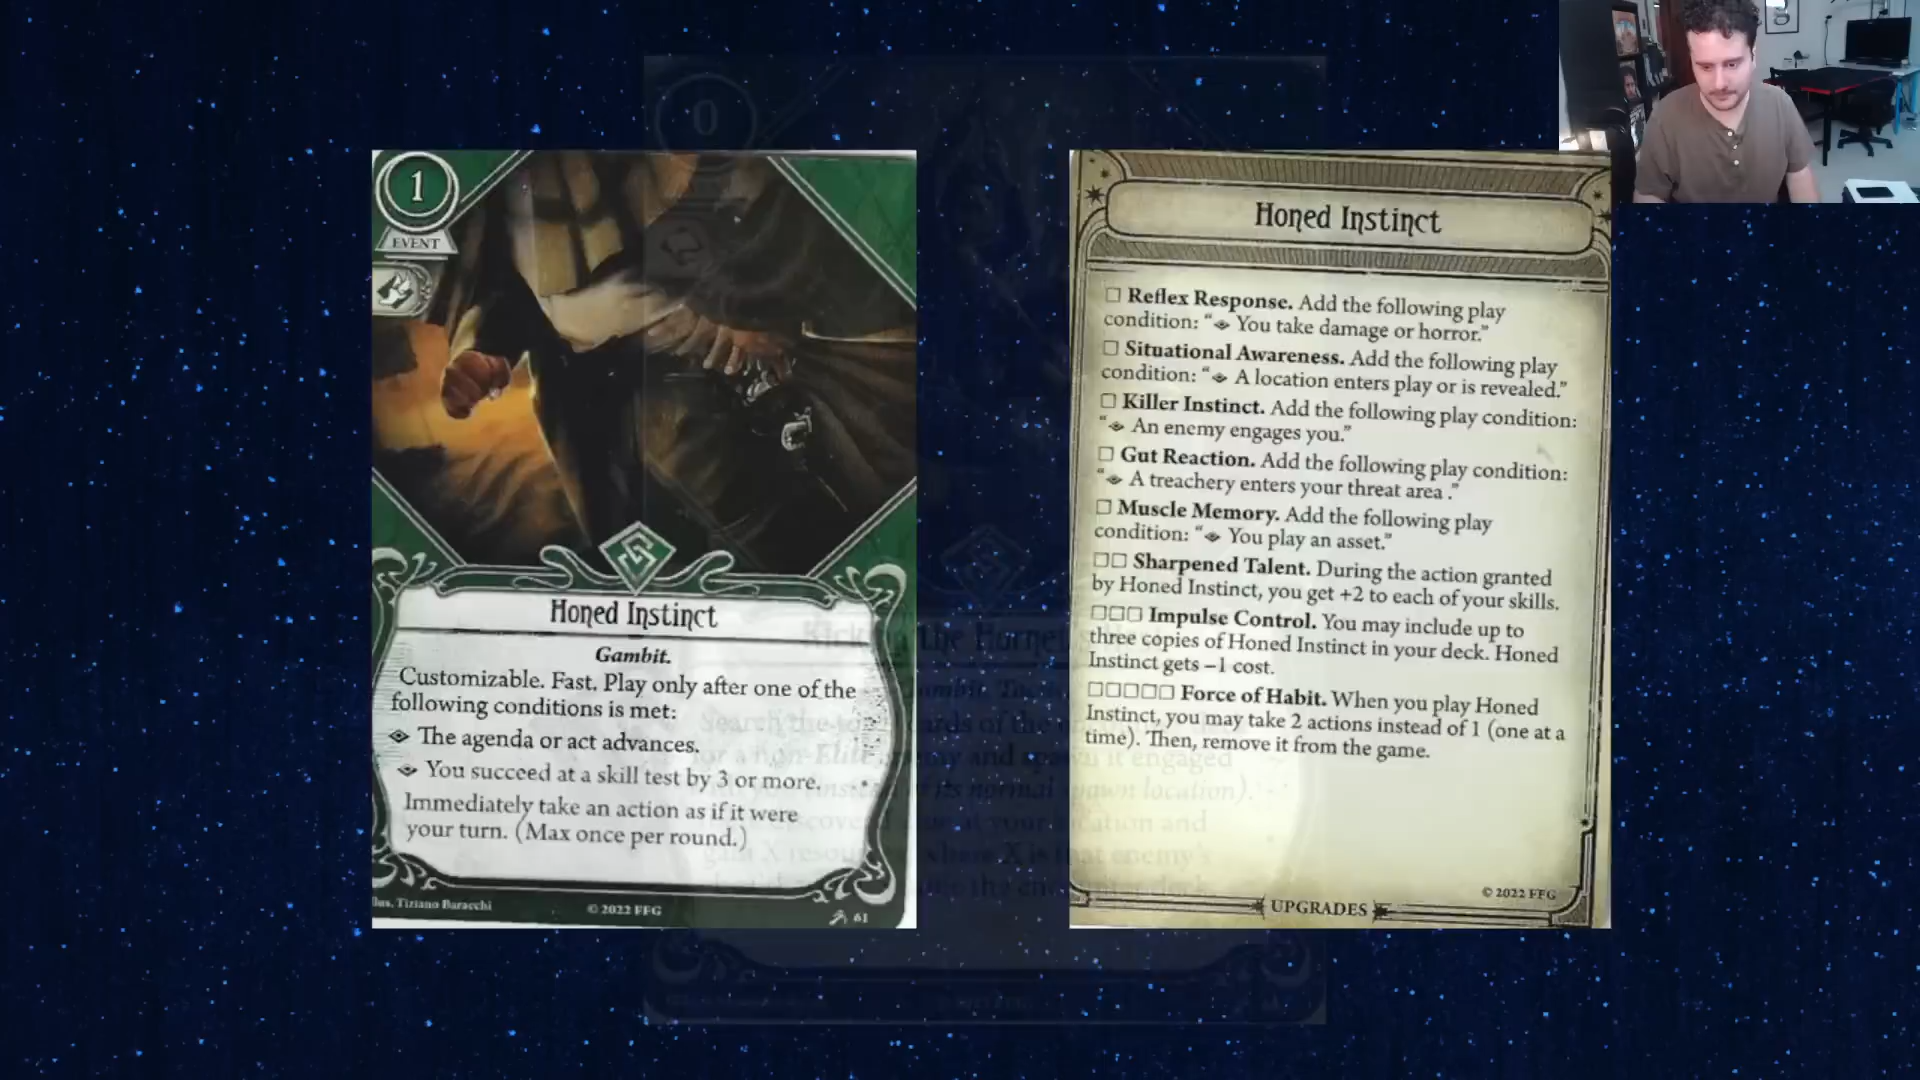 1
EVENT
Honed Instinct
Gambit.
Customizable. Fast. Play only after one of the
following conditions is met:
The agenda or act advances.
You succeed at a skill test by 3 or more.
Immediately take an action as if it were
your turn. (Max once per round.)
Illus. Tiziano Baracchi
© 2022 FFG
61
0
Honed Instinct
☐ Reflex Response. Add the following play
condition: “ You take damage or horror.”
☐ Situational Awareness. Add the following play
condition: “ A location enters play or is revealed.”
☐ Killer Instinct. Add the following play condition:
“ An enemy engages you.”
☐ Gut Reaction. Add the following play condition:
“ A treachery enters your threat area .”
☐ Muscle Memory. Add the following play
condition: “ You play an asset.”
☐☐ Sharpened Talent. During the action granted
by Honed Instinct, you get +2 to each of your skills.
☐☐☐ Impulse Control. You may include up to
three copies of Honed Instinct in your deck. Honed
Instinct gets –1 cost.
☐☐☐☐☐ Force of Habit. When you play Honed
Instinct, you may take 2 actions instead of 1 (one at a
time). Then, remove it from the game.
© 2022 FFG
UPGRADES